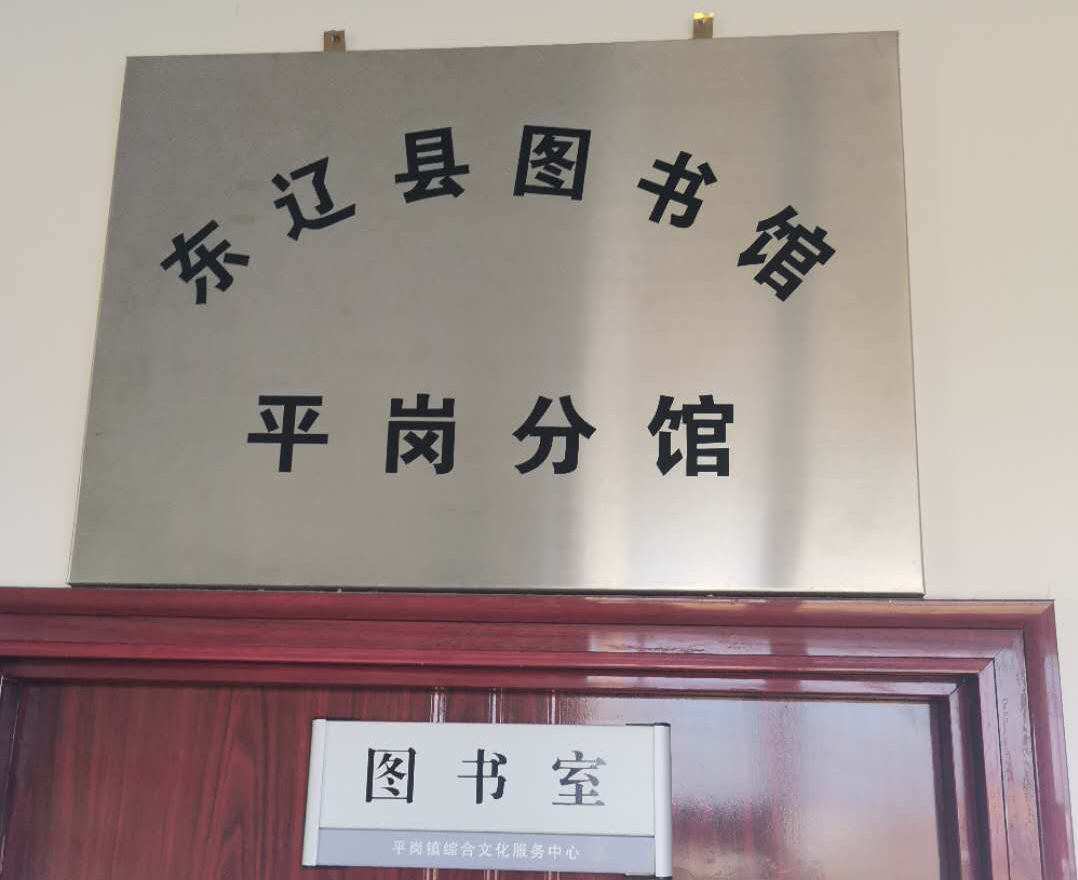 东辽县图书馆
平岗分馆
图书室
平岗镇综合文化服务中心